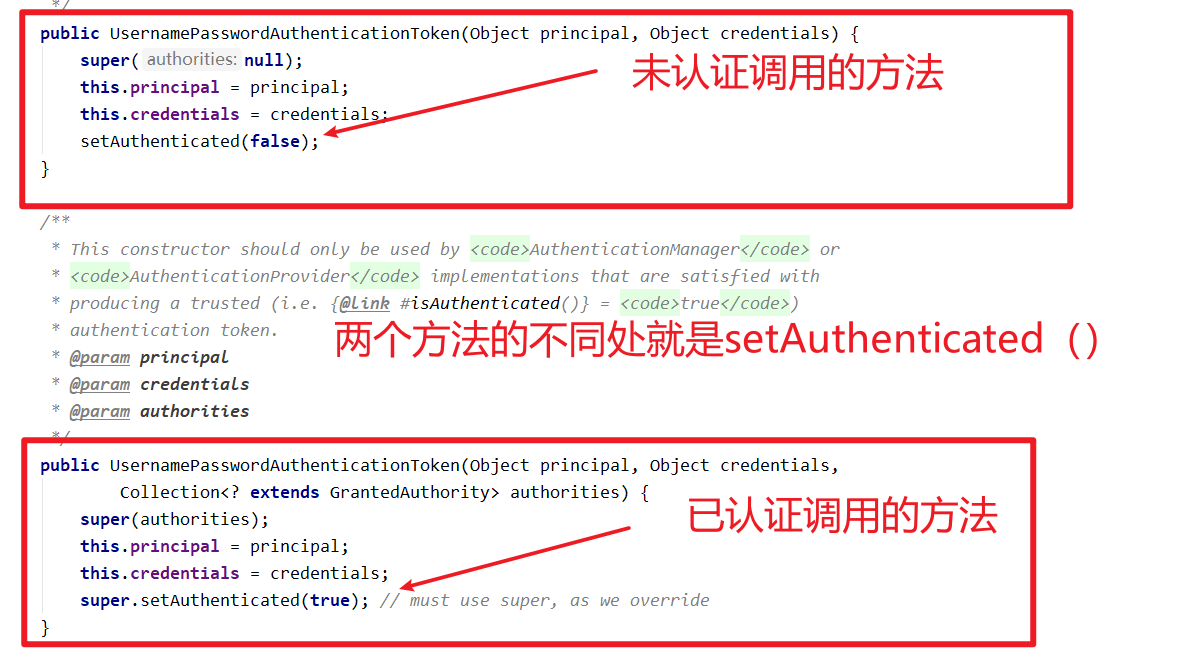 */
public UsernamePasswordAuthenticationToken(Object principal, Object credentials) {
super( authorities: null);
未认证调用的方法
this.principal = principal;
this.credentials = credentials;
setAuthenticated(false);
}
/**
* This constructor should only be used by <code>AuthenticationManager</code> or
* <code>AuthenticationProvider</code> implementations that are satisfied with
* producing a trusted (i.e. {@link #isAuthenticated()} = <code>true</code>)
* authentication token.
两个方法的不同处就是setAuthenticated（）
* @param principal
* @param credentials
* @param authorities
*/
public UsernamePasswordAuthenticationToken(Object principal, Object credentials,
Collection<? extends GrantedAuthority> authorities) {
已认证调用的方法
super(authorities);
this.principal = principal;
this.credentials = credentials;
super.setAuthenticated(true); // must use super, as we override
}